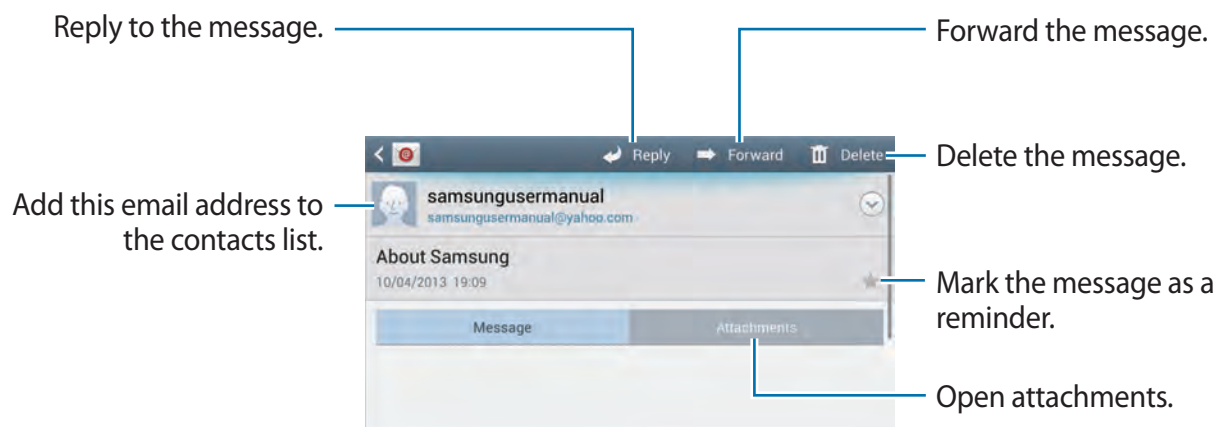 Reply to the message.
Forward the message.
Reply
Forward
Delete
Delete the message.
Add this email address to
the contacts list.
samsungusermanual
samsungusermanual@yahoo.com
About Samsung
10/04/2013 19:09
Mark the message as a
reminder.
Message
Attachments
Open attachments.